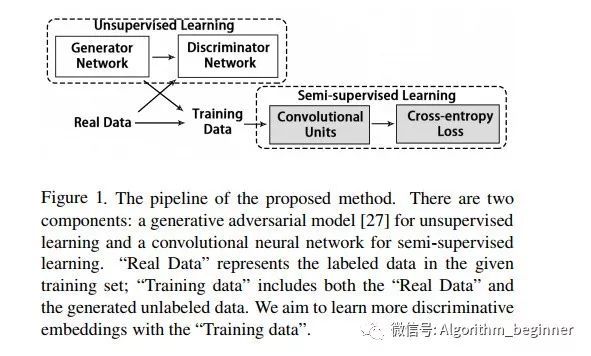 Unsupervised Learning
Generator Network
Discriminator Network
Semi-supervised Learning
Real Data
Training Data
Convolutional Units
Cross-entropy Loss
Figure 1. The pipeline of the proposed method. There are two
components: a generative adversarial model [27] for unsupervised
learning and a convolutional neural network for semi-supervised
learning. “Real Data” represents the labeled data in the given
training set; “Training data” includes both the “Real Data” and
the generated unlabeled data. We aim to learn more discriminative
embeddings with the “Training data”.
微信号: Algorithm_beginner